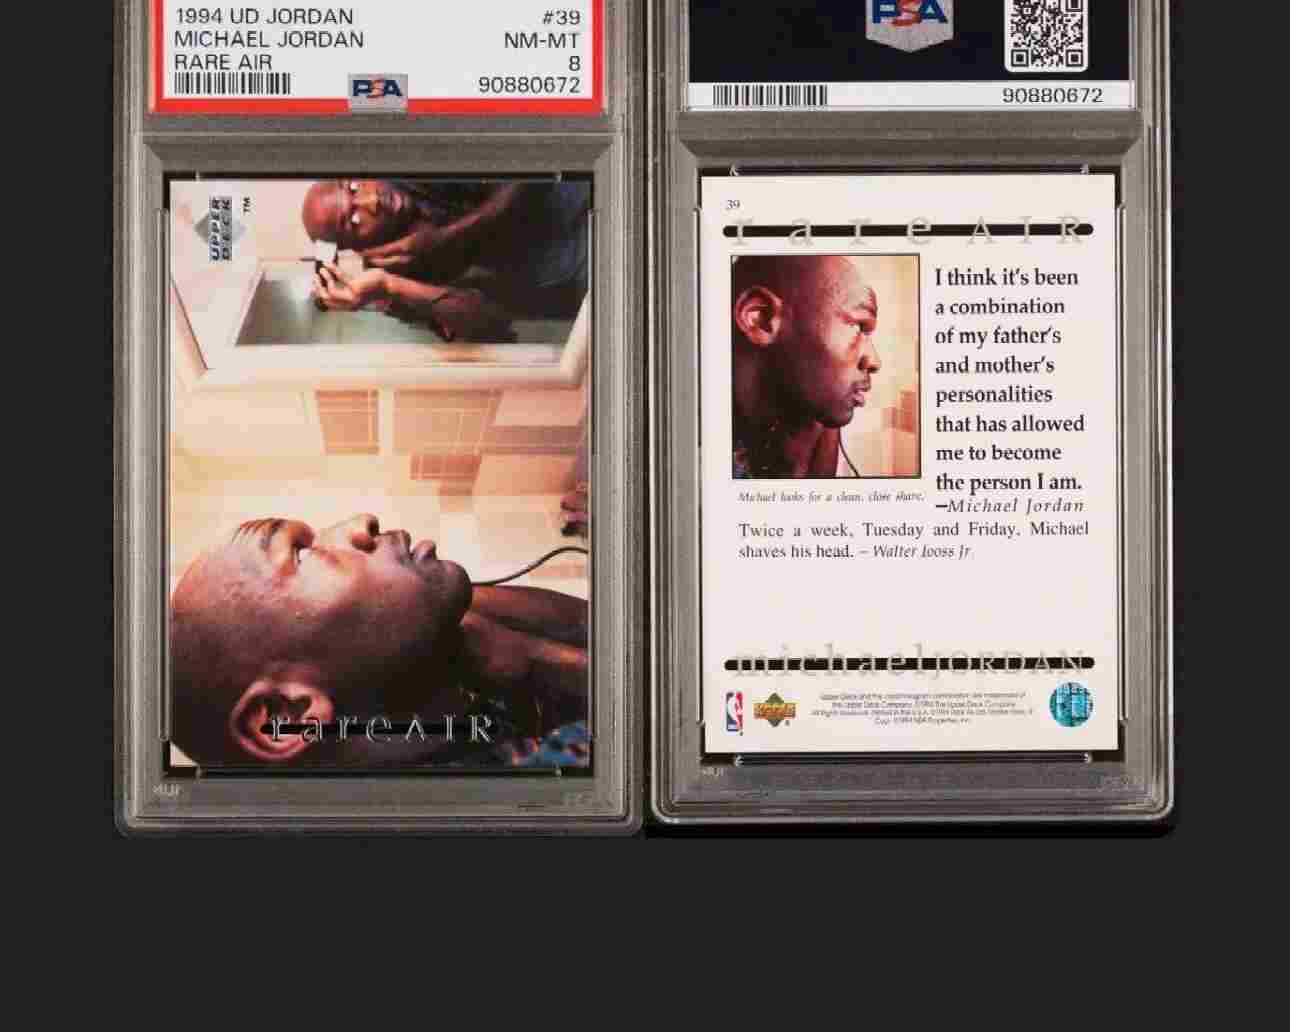 1994 UD JORDAN #39
MICHAEL JORDAN NM-MT
RARE AIR 8
PSA 90880672
UPPER DECK ™
rareAIR
PSA
90880672
39
rareAIR
I think it's been
a combination
of my father's
and mother's
personalities
that has allowed
me to become
the person I am.
—Michael Jordan
Michael looks for a clean, close shave.
Twice a week, Tuesday and Friday, Michael
shaves his head. – Walter Iooss Jr.
michaelJORDAN